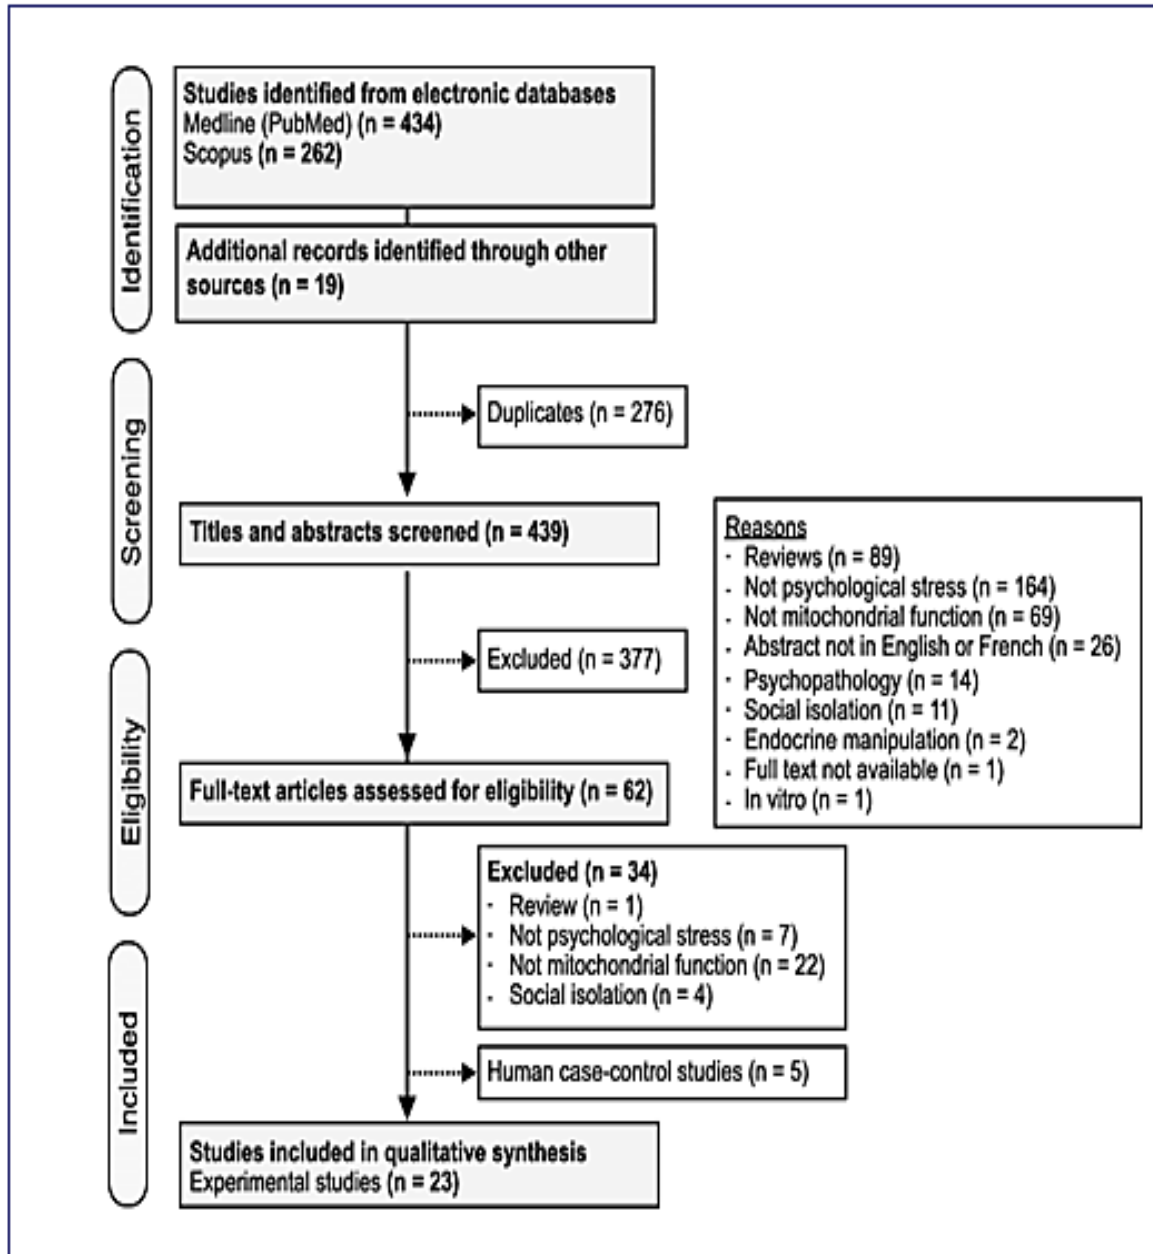 Identification
Studies identified from electronic databases
Medline (PubMed) (n = 434)
Scopus (n = 262)
Additional records identified through other
sources (n = 19)
Screening
Duplicates (n = 276)
Titles and abstracts screened (n = 439)
Excluded (n = 377)
Reasons
· Reviews (n = 89)
· Not psychological stress (n = 164)
· Not mitochondrial function (n = 69)
· Abstract not in English or French (n = 26)
· Psychopathology (n = 14)
· Social isolation (n = 11)
· Endocrine manipulation (n = 2)
· Full text not available (n = 1)
· In vitro (n = 1)
Eligibility
Full-text articles assessed for eligibility (n = 62)
Excluded (n = 34)
· Review (n = 1)
· Not psychological stress (n = 7)
· Not mitochondrial function (n = 22)
· Social isolation (n = 4)
Included
Human case-control studies (n = 5)
Studies included in qualitative synthesis
Experimental studies (n = 23)